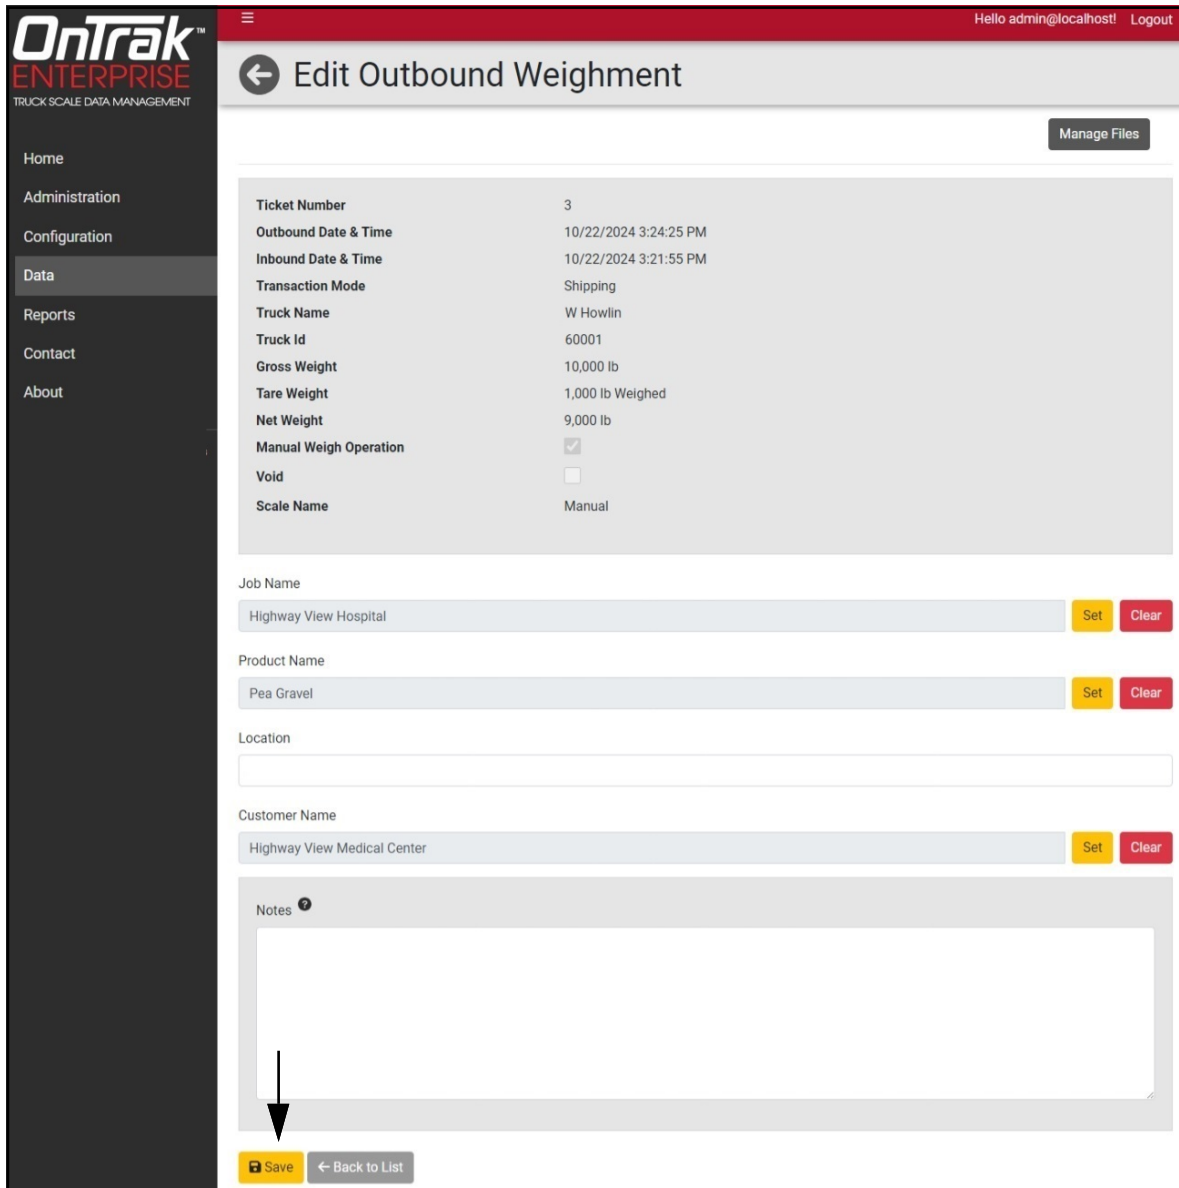 OnTrak™
ENTERPRISE
TRUCK SCALE DATA MANAGEMENT
Home
Administration
Configuration
Data
Reports
Contact
About
Hello admin@localhost! Logout
Edit Outbound Weighment
Manage Files
Ticket Number 3
Outbound Date & Time 10/22/2024 3:24:25 PM
Inbound Date & Time 10/22/2024 3:21:55 PM
Transaction Mode Shipping
Truck Name W Howlin
Truck Id 60001
Gross Weight 10,000 lb
Tare Weight 1,000 lb Weighed
Net Weight 9,000 lb
Manual Weigh Operation
Void
Scale Name Manual
Job Name
Highway View Hospital Set Clear
Product Name
Pea Gravel Set Clear
Location
Customer Name
Highway View Medical Center Set Clear
Notes ?
Save ← Back to List